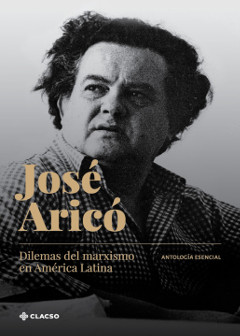 José
Aricó
Dilemas del marxismo
en América Latina
ANTOLOGÍA ESENCIAL
CLACSO